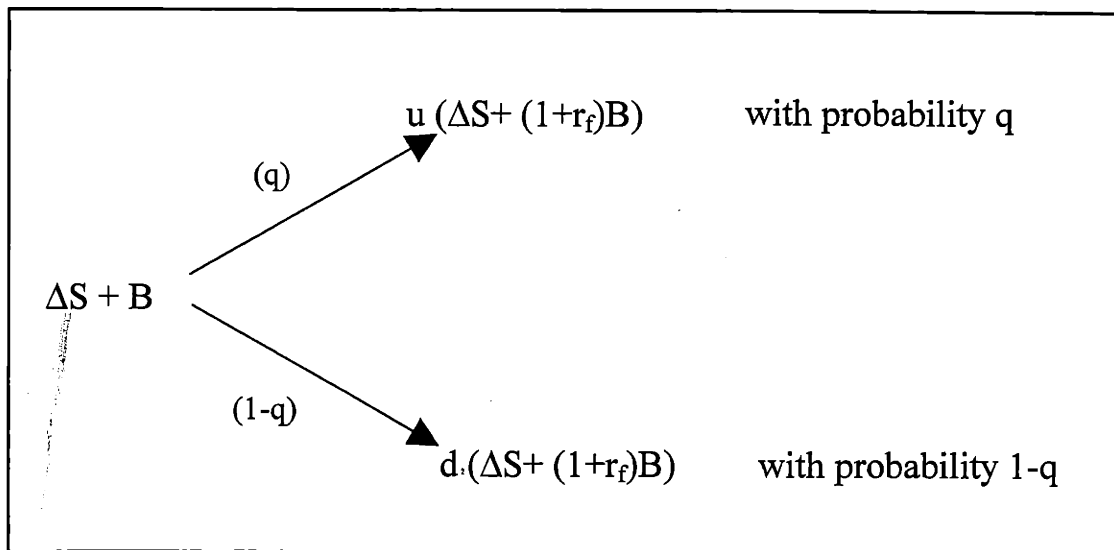 u (ΔS+ (1+r_f)B) with probability q
(q)
ΔS + B
(1-q)
d.(ΔS+ (1+r_f)B) with probability 1-q